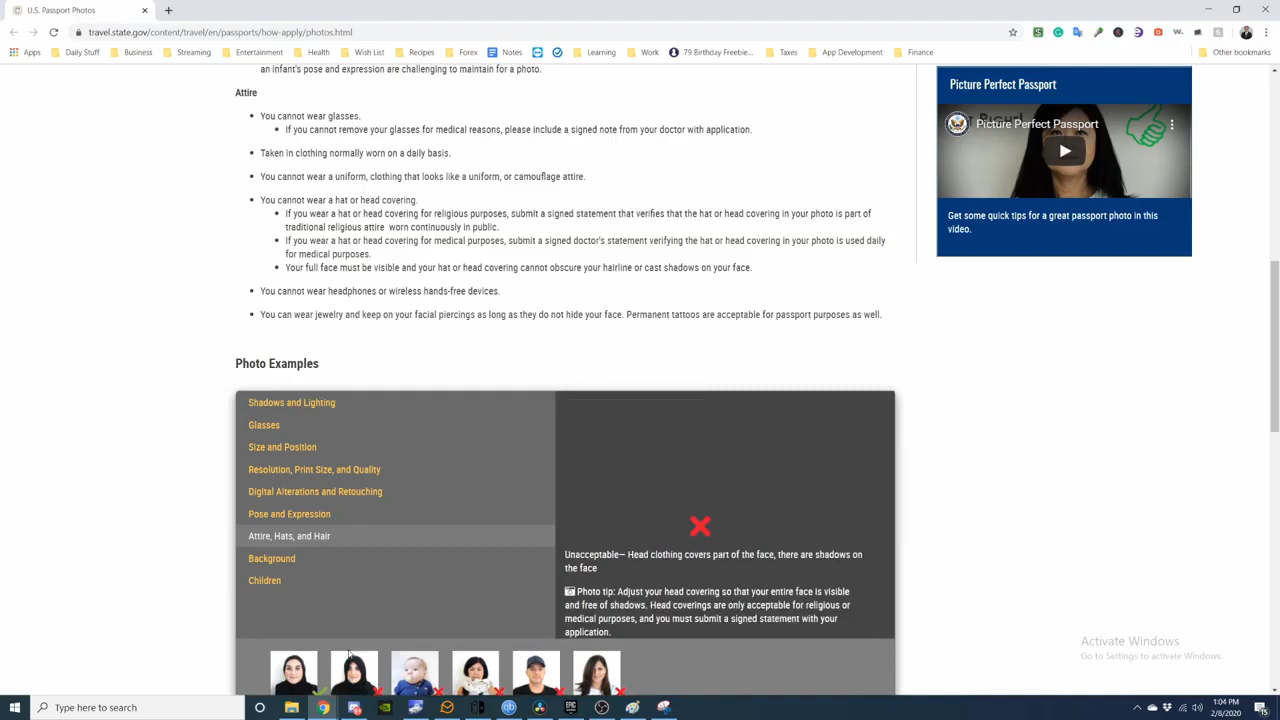 U.S. Passport Photos
travel.state.gov/content/travel/en/passports/how-apply/photos.html
Apps
Daily Stuff
Business
Streaming
Entertainment
Health
Wish List
Recipes
Forex
Notes
Learning
Work
79 Birthday Freebie...
Taxes
App Development
Finance
Other bookmarks
an infant's pose and expression are challenging to maintain for a photo.
Attire
You cannot wear glasses.
If you cannot remove your glasses for medical reasons, please include a signed note from your doctor with application.
Taken in clothing normally worn on a daily basis.
You cannot wear a uniform, clothing that looks like a uniform, or camouflage attire.
You cannot wear a hat or head covering.
If you wear a hat or head covering for religious purposes, submit a signed statement that verifies that the hat or head covering in your photo is part of
traditional religious attire worn continuously in public.
If you wear a hat or head covering for medical purposes, submit a signed doctor's statement verifying the hat or head covering in your photo is used daily
for medical purposes.
Your full face must be visible and your hat or head covering cannot obscure your hairline or cast shadows on your face.
You cannot wear headphones or wireless hands-free devices.
You can wear jewelry and keep on your facial piercings as long as they do not hide your face. Permanent tattoos are acceptable for passport purposes as well.
Picture Perfect Passport
Picture Perfect Passport
Get some quick tips for a great passport photo in this
video.
Photo Examples
Shadows and Lighting
Glasses
Size and Position
Resolution, Print Size, and Quality
Digital Alterations and Retouching
Pose and Expression
Attire, Hats, and Hair
Background
Children
Unacceptable— Head clothing covers part of the face, there are shadows on
the face
Photo tip: Adjust your head covering so that your entire face is visible
and free of shadows. Head coverings are only acceptable for religious or
medical purposes, and you must submit a signed statement with your
application.
Activate Windows
Go to Settings to activate Windows.
Type here to search
1:04 PM
2/8/2020
15